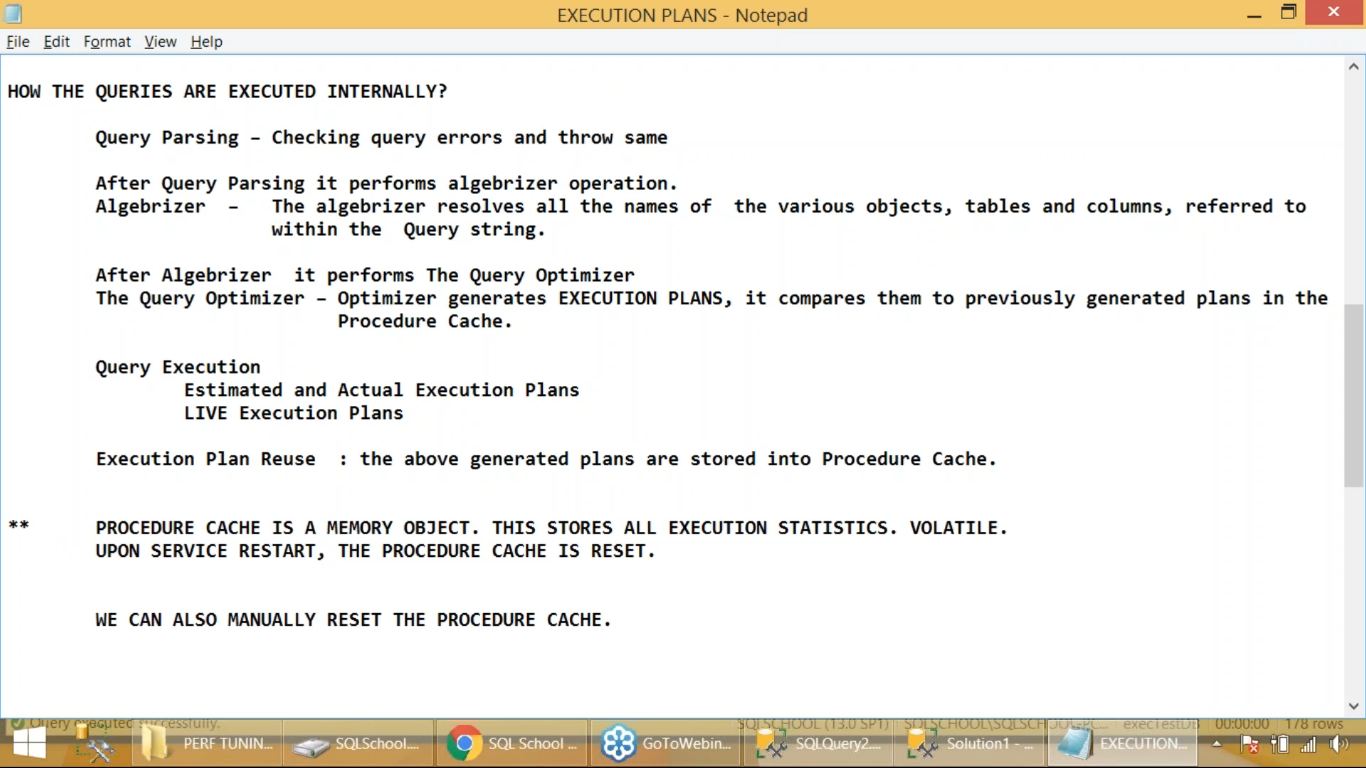 EXECUTION PLANS - Notepad
File Edit Format View Help
HOW THE QUERIES ARE EXECUTED INTERNALLY?
Query Parsing – Checking query errors and throw same
After Query Parsing it performs algebrizer operation.
Algebrizer – The algebrizer resolves all the names of the various objects, tables and columns, referred to
within the Query string.
After Algebrizer it performs The Query Optimizer
The Query Optimizer – Optimizer generates EXECUTION PLANS, it compares them to previously generated plans in the
Procedure Cache.
Query Execution
Estimated and Actual Execution Plans
LIVE Execution Plans
Execution Plan Reuse : the above generated plans are stored into Procedure Cache.
** PROCEDURE CACHE IS A MEMORY OBJECT. THIS STORES ALL EXECUTION STATISTICS. VOLATILE.
UPON SERVICE RESTART, THE PROCEDURE CACHE IS RESET.
WE CAN ALSO MANUALLY RESET THE PROCEDURE CACHE.
Query executed successfully. SQLSCHOOL (13.0 SP1) execTestDB 00:00:00 178 rows
PERF TUNIN... SQLSchool.... SQL School ... GoToWebin... SQLQuery2.... Solution1 - ... EXECUTION...